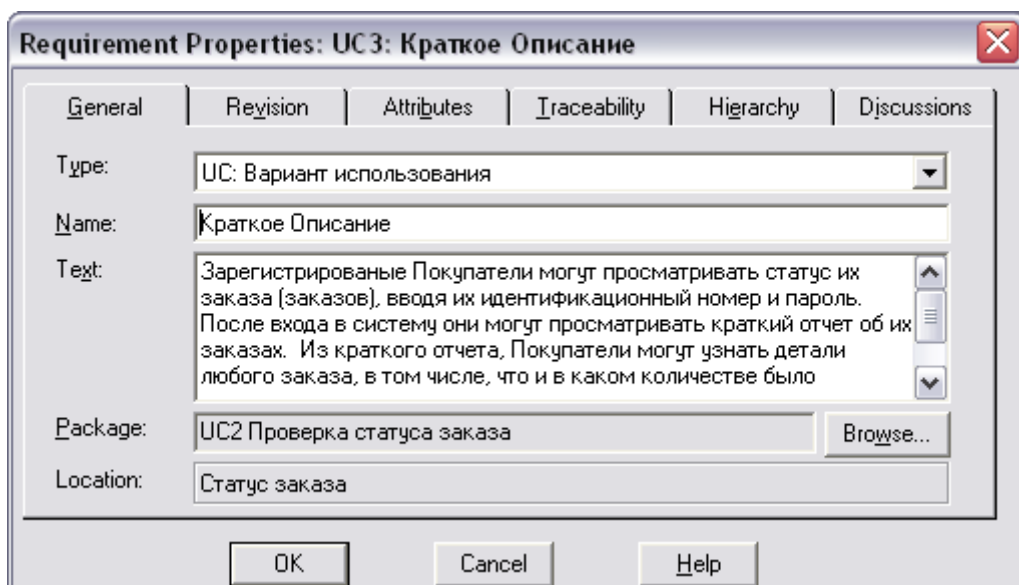 Requirement Properties: UC3: Краткое Описание
General Revision Attributes Traceability Hierarchy Discussions
Type: UC: Вариант использования
Name: Краткое Описание
Text: Зарегистрированые Покупатели могут просматривать статус их
заказа (заказов), вводя их идентификационный номер и пароль.
После входа в систему они могут просматривать краткий отчет об их
заказах. Из краткого отчета, Покупатели могут узнать детали
любого заказа, в том числе, что и в каком количестве было
Package: UC2 Проверка статуса заказа Browse...
Location: Статус заказа
OK Cancel Help